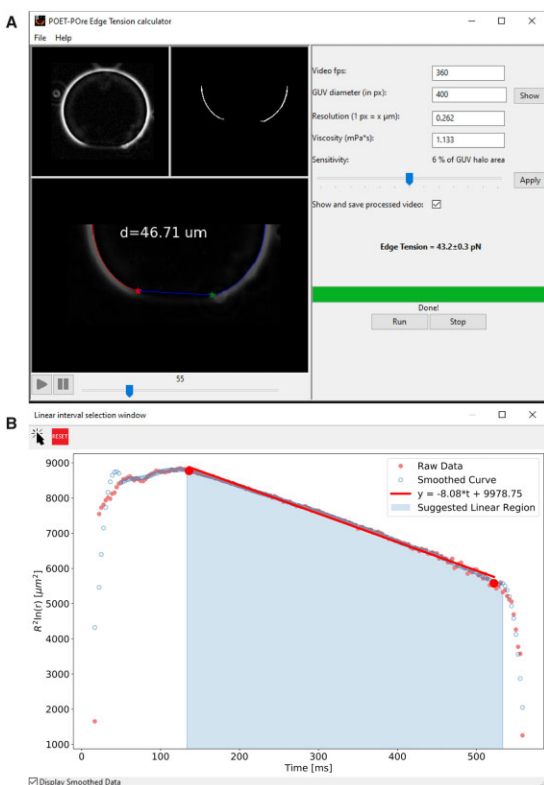 A
POET-POre Edge Tension calculator
File Help
Video fps:
360
GUV diameter (in px):
400
Show
Resolution (1 px = x µm):
0.262
Viscosity (mPa*s):
1.133
Sensitivity:
6 % of GUV halo area
Apply
Show and save processed video:
d=46.71 um
Edge Tension = 43.2±0.3 pN
Done!
Run
Stop
55
B
Linear interval selection window
RESET
Raw Data
Smoothed Curve
y = -8.08*t + 9978.75
Suggested Linear Region
9000
8000
7000
6000
5000
4000
3000
2000
1000
R²ln(r) [µm²]
0 100 200 300 400 500
Time [ms]
Display Smoothed Data